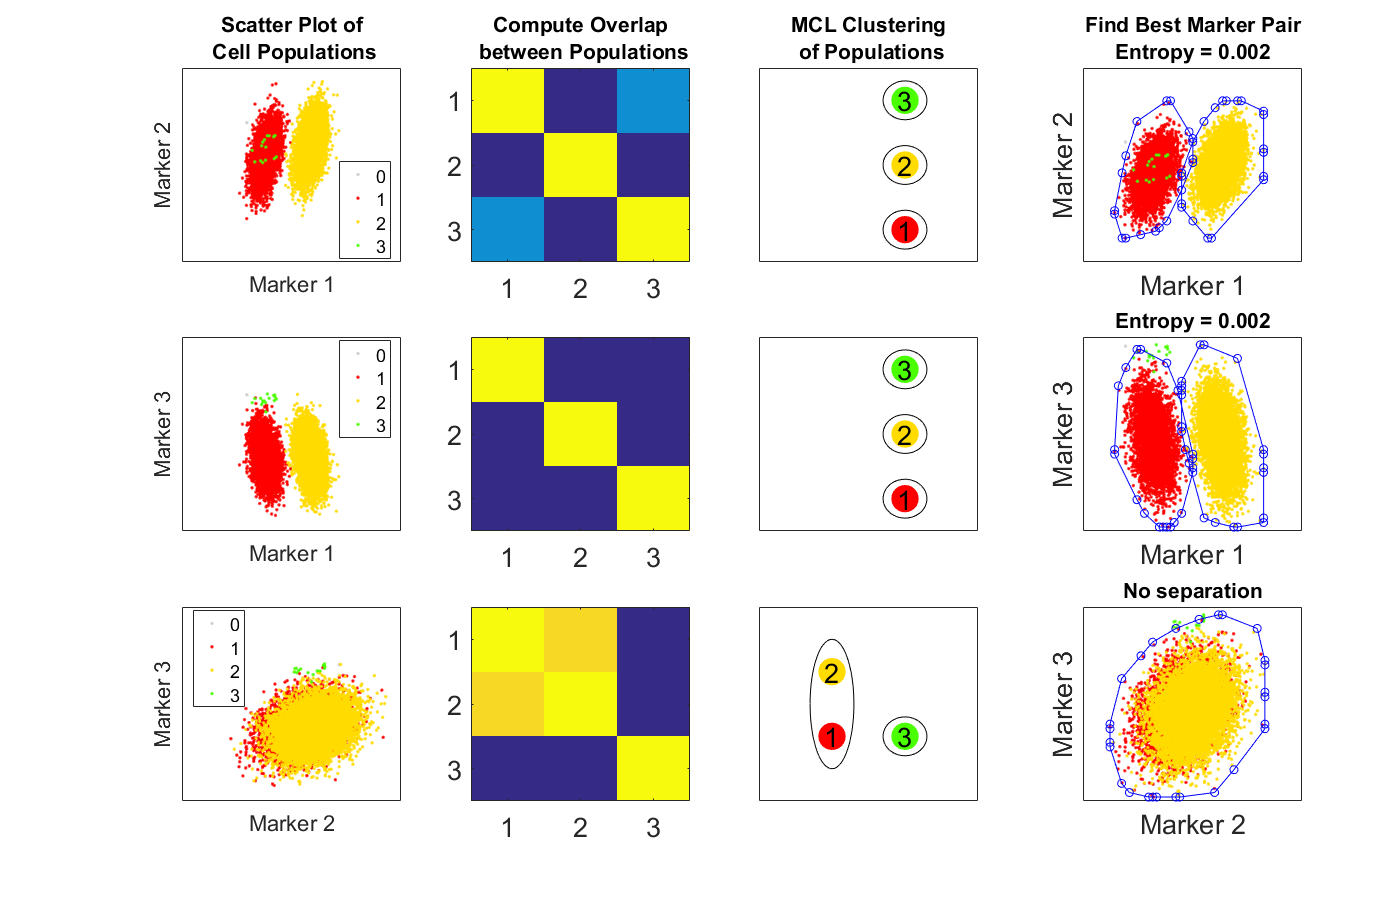 Scatter Plot of
Cell Populations
Compute Overlap
between Populations
MCL Clustering
of Populations
Find Best Marker Pair
Entropy = 0.002
Marker 2
0
1
2
3
Marker 1
1
2
3
1 2 3
3
2
1
Marker 2
Marker 1
Entropy = 0.002
Marker 3
0
1
2
3
Marker 1
1
2
3
1 2 3
3
2
1
Marker 3
Marker 1
No separation
Marker 3
0
1
2
3
Marker 2
1
2
3
1 2 3
2
1 3
Marker 3
Marker 2